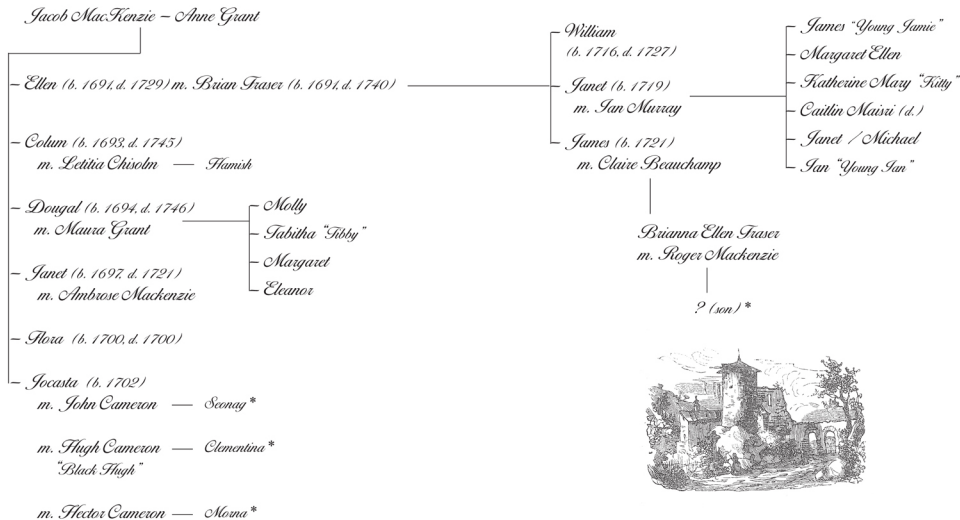 Jacob MacKenzie – Anne Grant
Ellen (b. 1691, d. 1729) m. Brian Fraser (b. 1691, d. 1740)
Colum (b. 1693, d. 1745)
m. Letitia Chisolm — Hamish
Dougal (b. 1694, d. 1746)
m. Maura Grant
Molly
Tabitha "Tibby"
Margaret
Eleanor
Janet (b. 1697, d. 1721)
m. Ambrose Mackenzie
Flora (b. 1700, d. 1700)
Jocasta (b. 1702)
m. John Cameron — Seonag *
m. Hugh Cameron — Clementina *
"Black Hugh"
m. Hector Cameron — Morna *
William
(b. 1716, d. 1727)
Janet (b. 1719)
m. Ian Murray
James (b. 1721)
m. Claire Beauchamp
James "Young Jamie"
Margaret Ellen
Katherine Mary "Kitty"
Caitlin Maisri (d.)
Janet / Michael
Ian "Young Ian"
Brianna Ellen Fraser
m. Roger Mackenzie
? (son) *